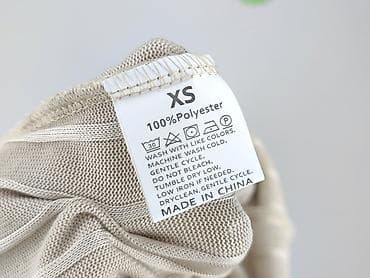 XS
100%Polyester
30 P
WASH WITH LIKE COLORS.
MACHINE WASH COLD.
GENTLE CYCLE.
DO NOT BLEACH.
TUMBLE DRY LOW.
LOW IRON IF NEEDED.
DRYCLEAN, GENTLE CYCLE.
MADE IN CHINA